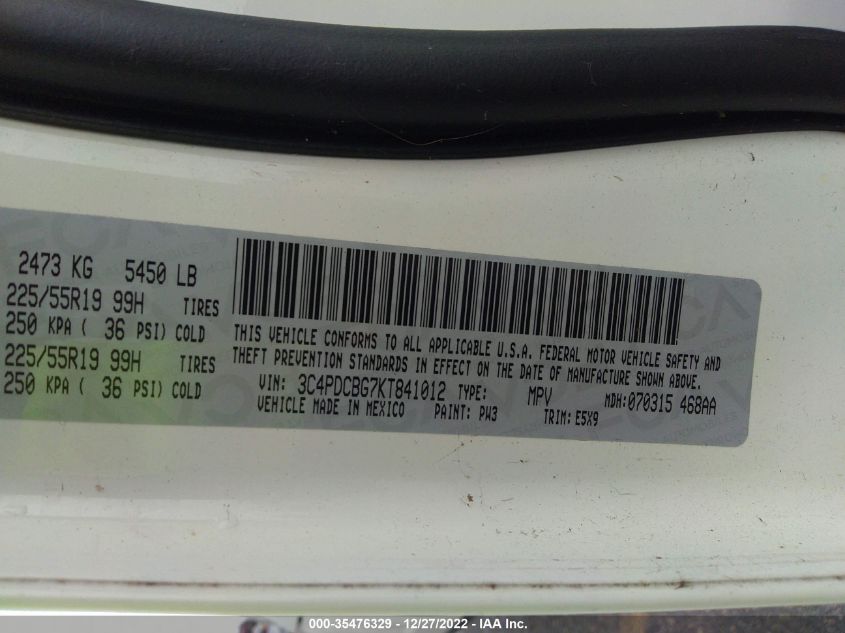 2473 KG 5450 LB
225/55R19 99H TIRES
250 KPA ( 36 PSI) COLD
225/55R19 99H TIRES
250 KPA ( 36 PSI) COLD
THIS VEHICLE CONFORMS TO ALL APPLICABLE U.S.A. FEDERAL MOTOR VEHICLE SAFETY AND
THEFT PREVENTION STANDARDS IN EFFECT ON THE DATE OF MANUFACTURE SHOWN ABOVE.
VIN: 3C4PDCBG7KT841012 TYPE: MPV MDH:070315 468AA
VEHICLE MADE IN MEXICO PAINT: PW3 TRIM: E5X9
000-35476329 - 12/27/2022 - IAA Inc.